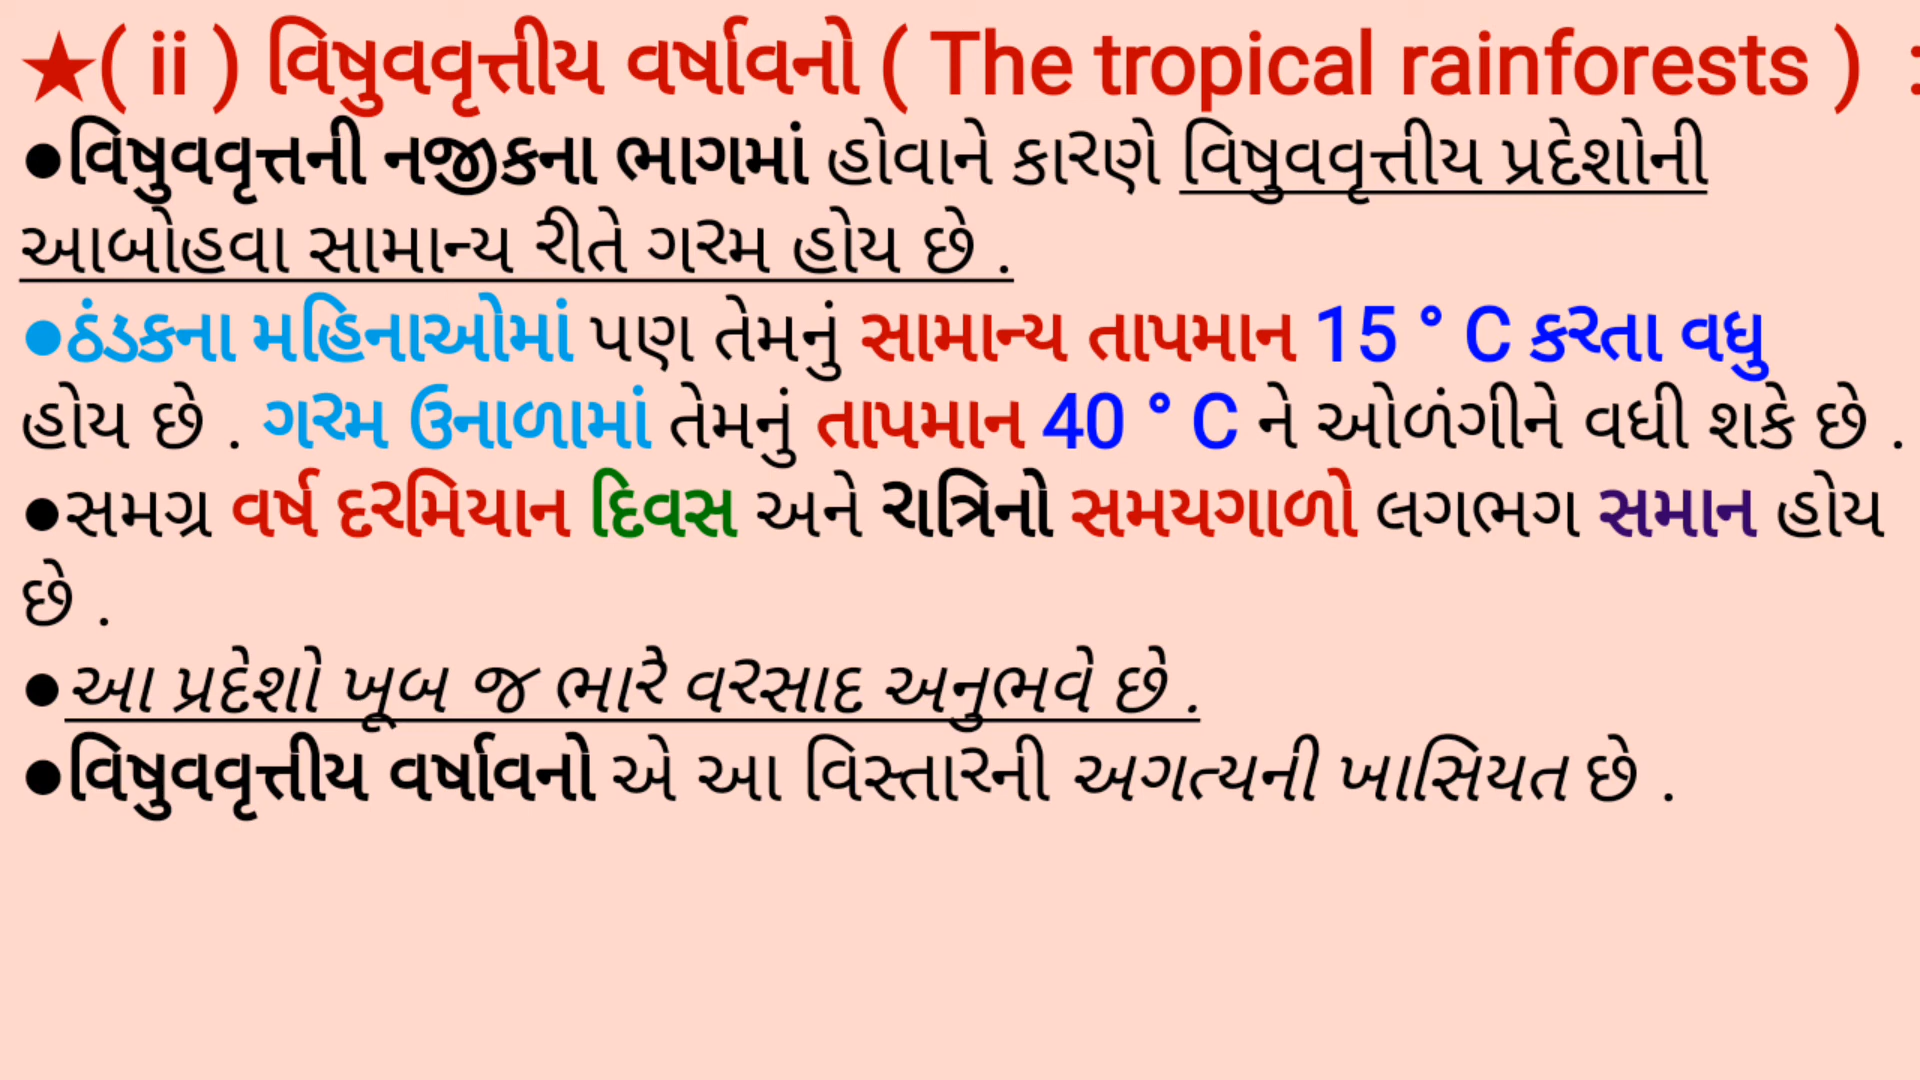 ★( ii ) વિષુવવૃત્તીય વર્ષાવનો ( The tropical rainforests ) :
●વિષુવવૃત્તની નજીકના ભાગમાં હોવાને કારણે વિષુવવૃત્તીય પ્રદેશોની
આબોહવા સામાન્ય રીતે ગરમ હોય છે .
●ઠંડકના મહિનાઓમાં પણ તેમનું સામાન્ય તાપમાન 15 ° C કરતા વધુ
હોય છે . ગરમ ઉનાળામાં તેમનું તાપમાન 40 ° C ને ઓળંગીને વધી શકે છે .
●સમગ્ર વર્ષ દરમિયાન દિવસ અને રાત્રિનો સમયગાળો લગભગ સમાન હોય
છે .
●આ પ્રદેશો ખૂબ જ ભારે વરસાદ અનુભવે છે .
●વિષુવવૃત્તીય વર્ષાવનો એ આ વિસ્તારની અગત્યની ખાસિયત છે .